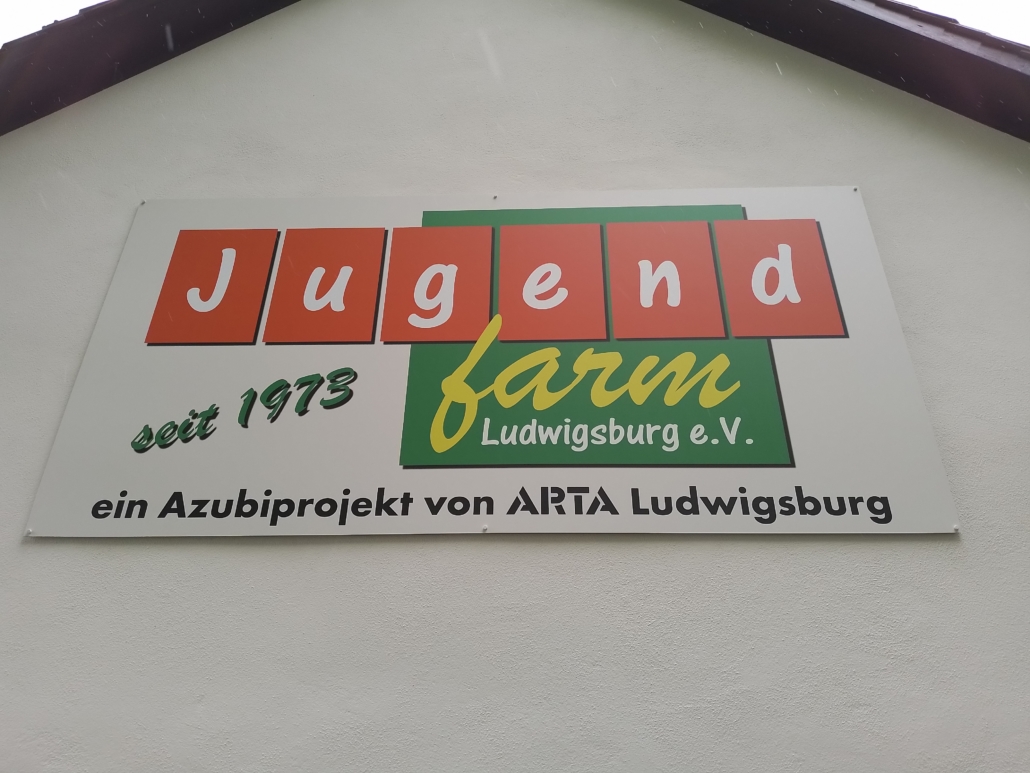 Jugend
farm
Ludwigsburg e.V.
seit 1973
ein Azubiprojekt von ARTA Ludwigsburg